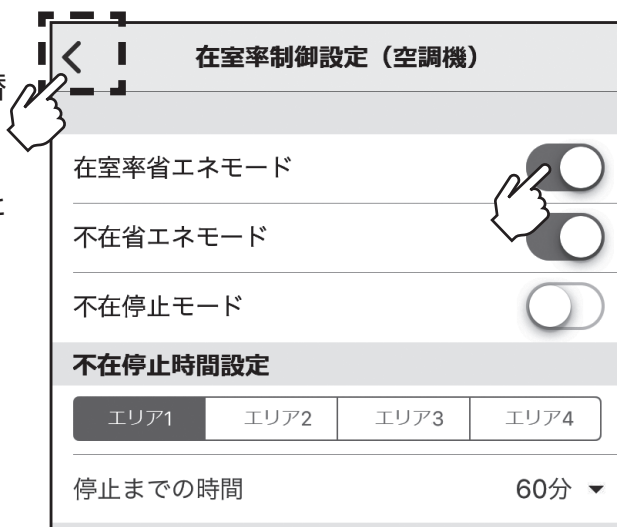 在室率制御設定（空調機）
在室率省エネモード
不在省エネモード
不在停止モード
不在停止時間設定
エリア1 エリア2 エリア3 エリア4
停止までの時間 60分